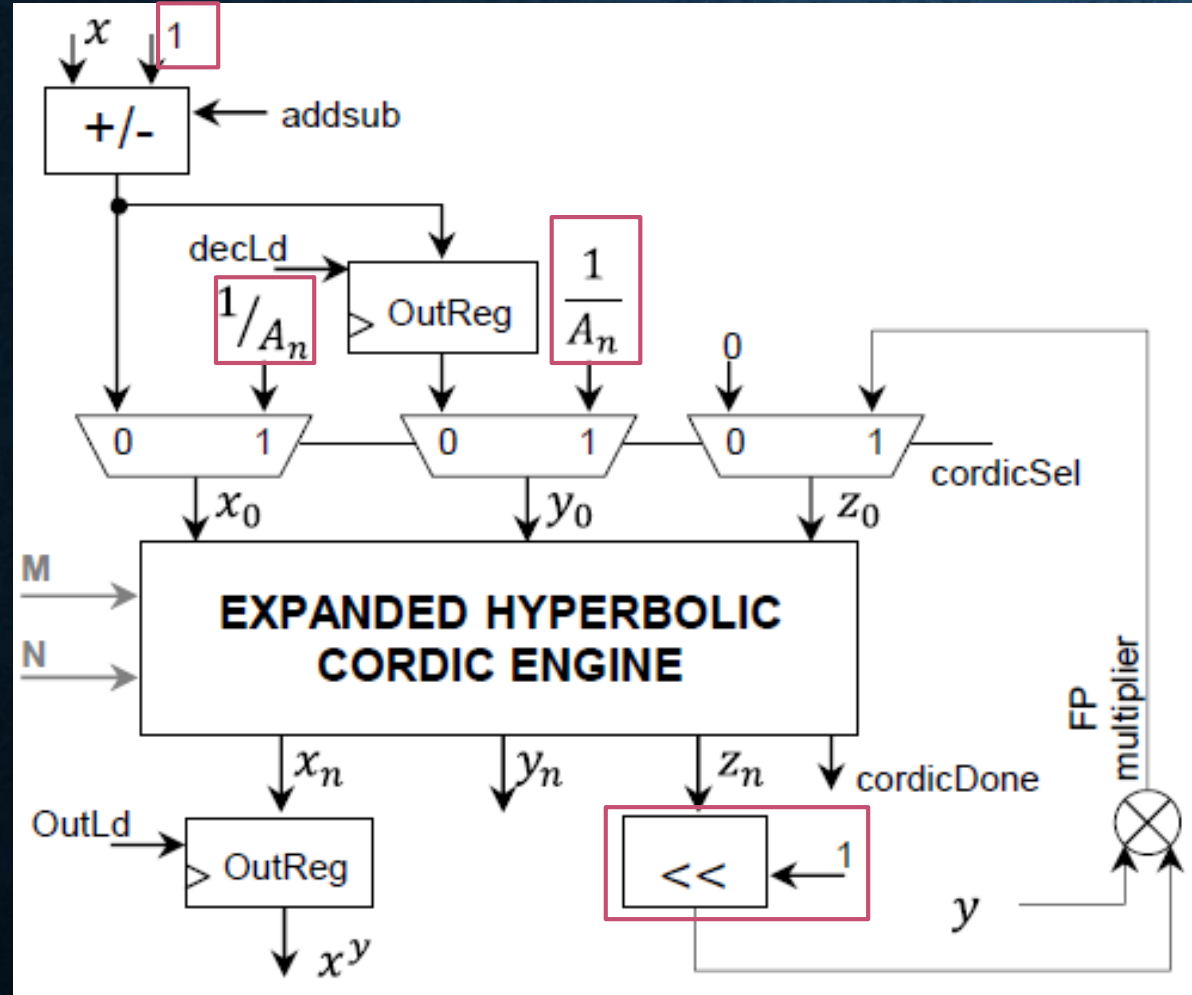 x 1
+/-
addsub
decLd
1/Aₙ
OutReg
1
Aₙ
0
0 1
0 1
0 1
cordicSel
x₀
y₀
z₀
M
N
EXPANDED HYPERBOLIC
CORDIC ENGINE
FP
multiplier
xₙ
yₙ
zₙ
cordicDone
OutLd
OutReg
<<
1
y
xʸ